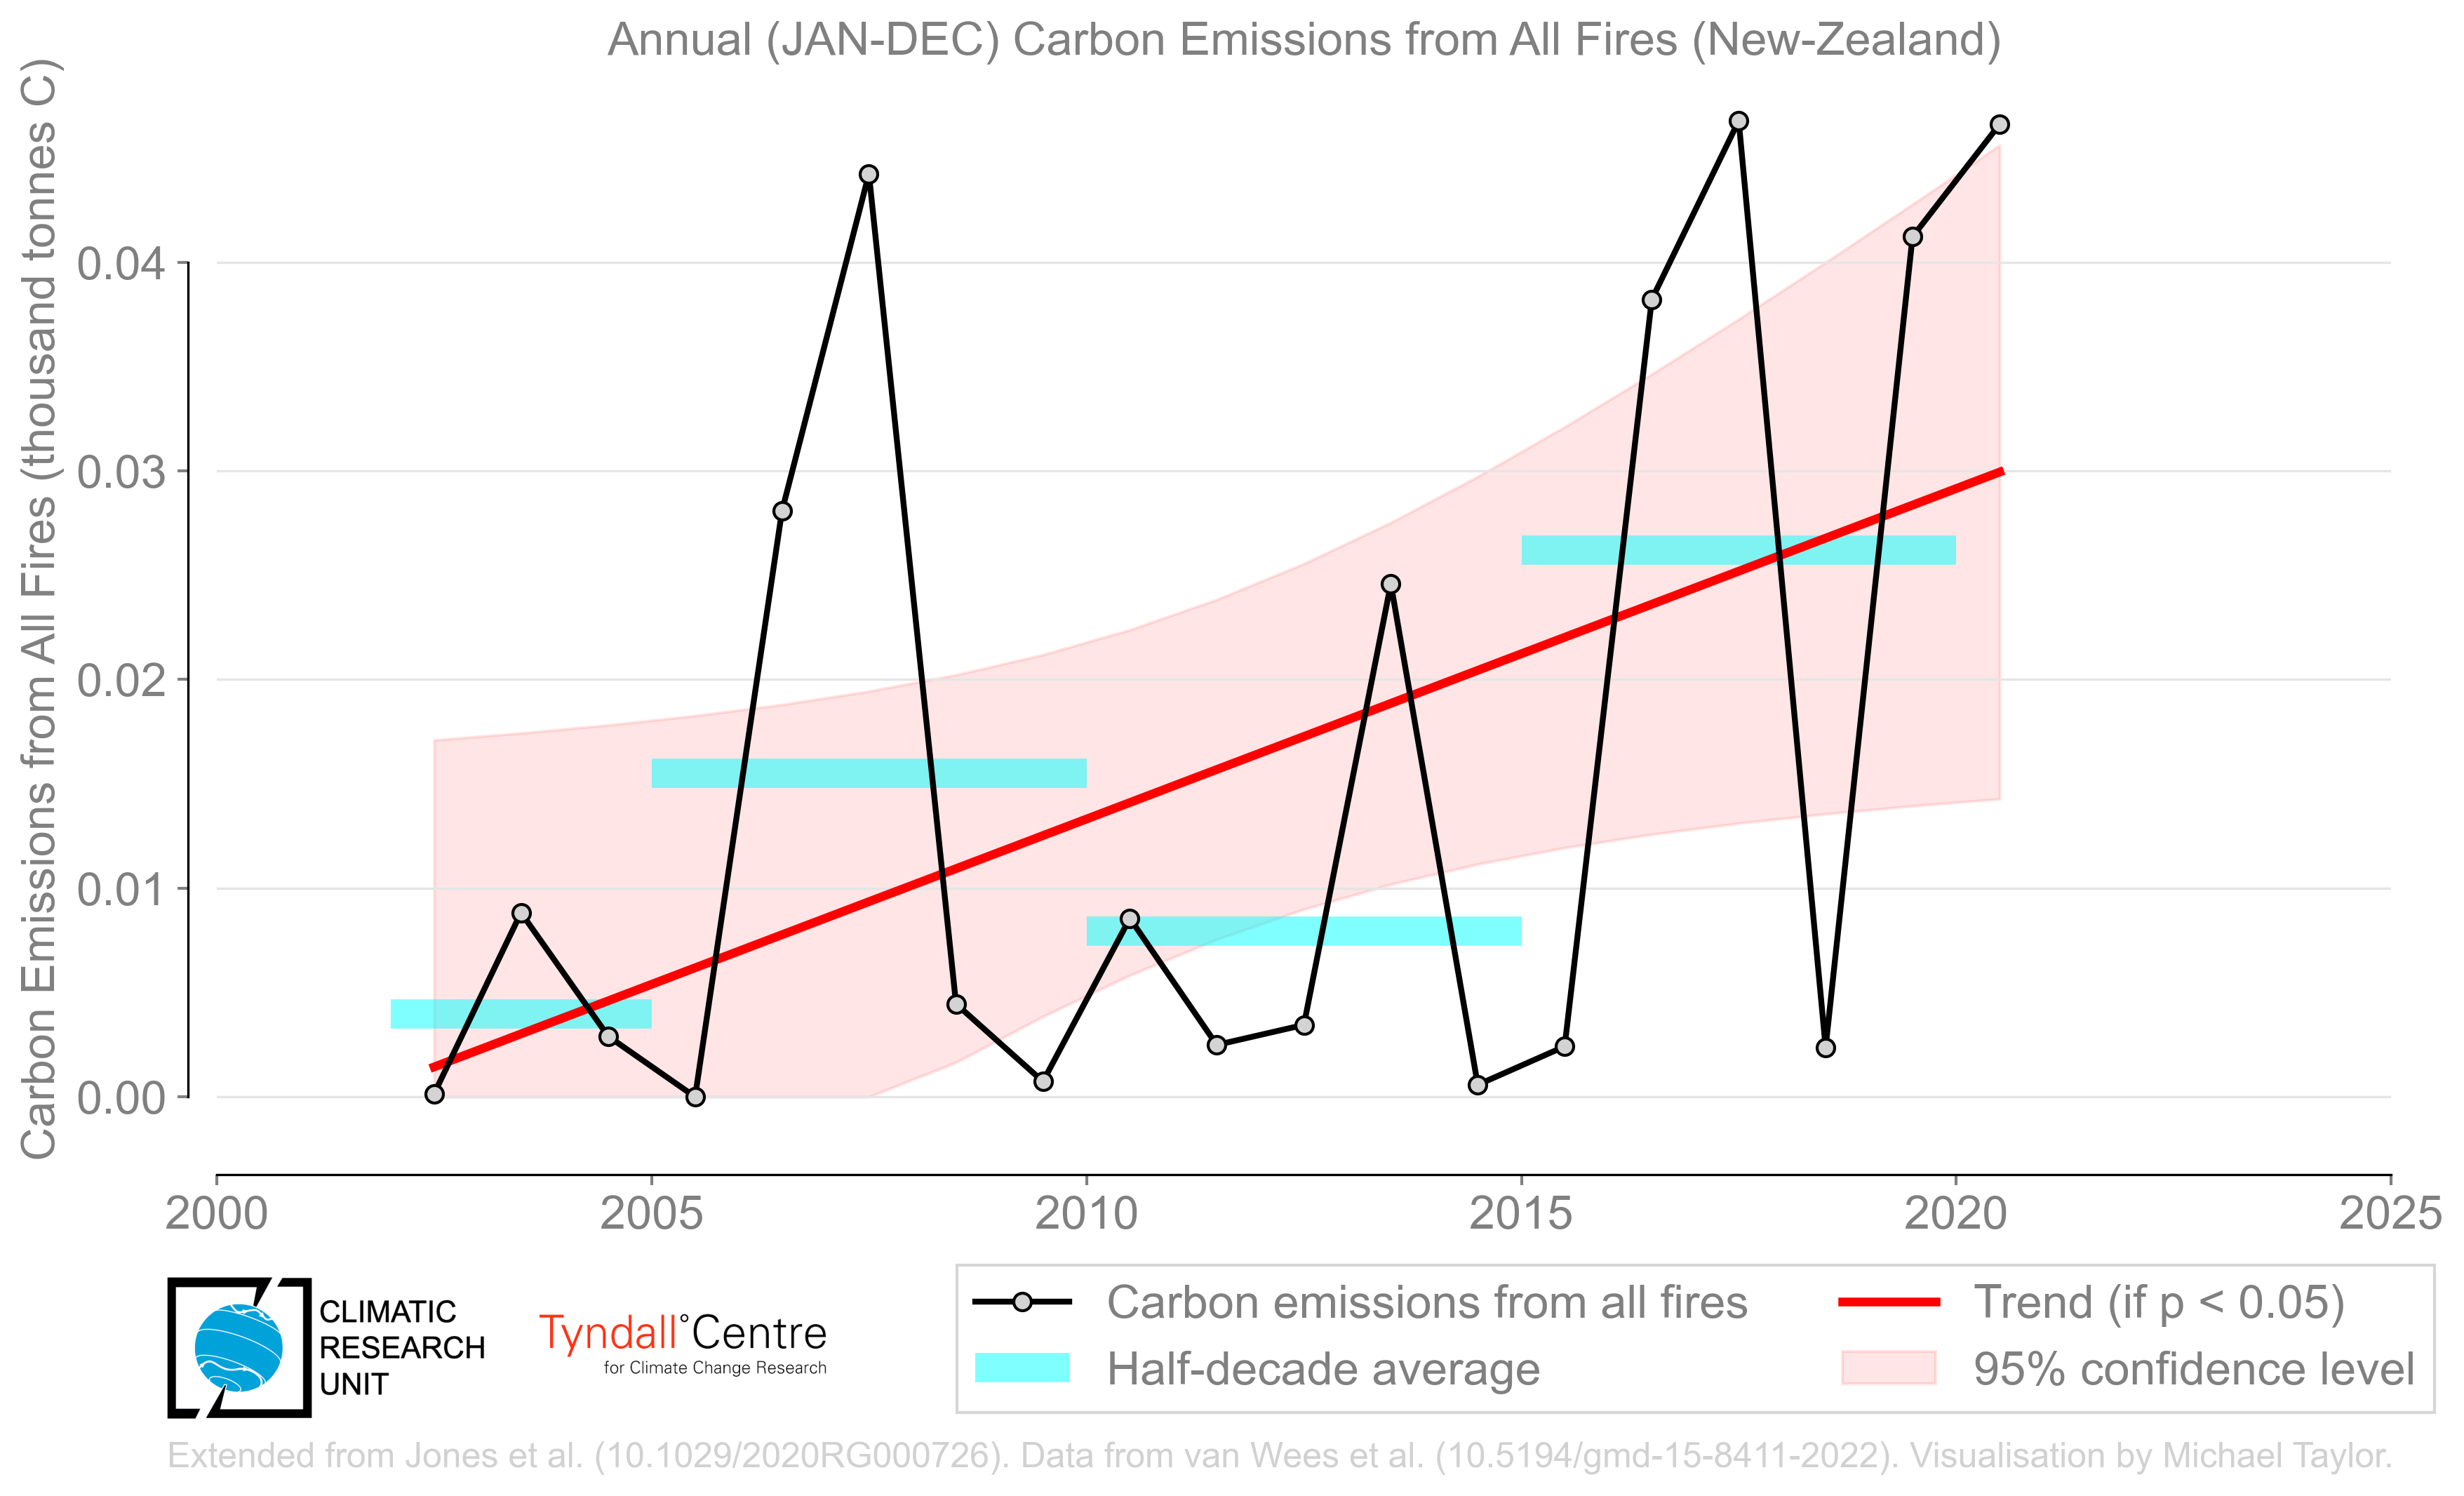 Annual (JAN-DEC) Carbon Emissions from All Fires (New-Zealand)
Carbon Emissions from All Fires (thousand tonnes C)
0.04
0.03
0.02
0.01
0.00
2000 2005 2010 2015 2020 2025
CLIMATIC
RESEARCH
UNIT
Tyndall°Centre
for Climate Change Research
Carbon emissions from all fires
Half-decade average
Trend (if p < 0.05)
95% confidence level
Extended from Jones et al. (10.1029/2020RG000726). Data from van Wees et al. (10.5194/gmd-15-8411-2022). Visualisation by Michael Taylor.